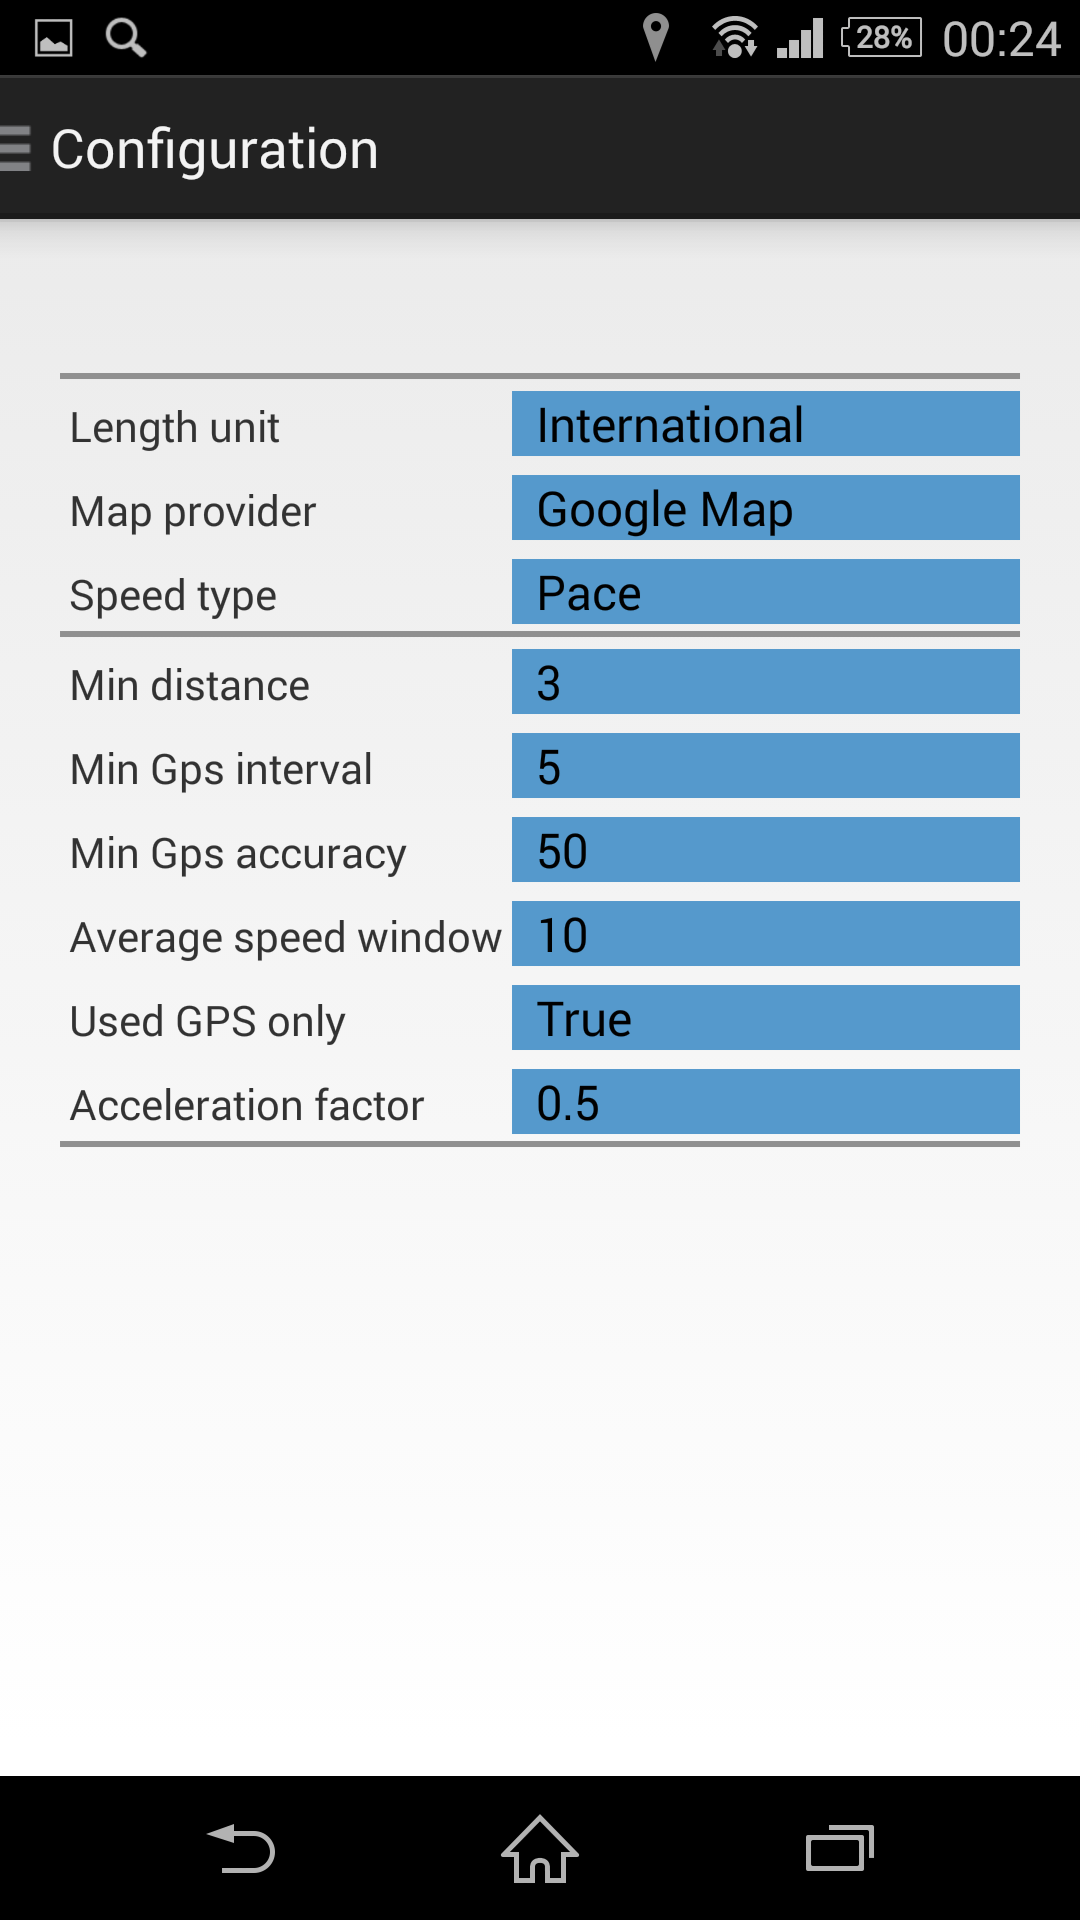 28% 00:24
Configuration
Length unit International
Map provider Google Map
Speed type Pace
Min distance 3
Min Gps interval 5
Min Gps accuracy 50
Average speed window 10
Used GPS only True
Acceleration factor 0.5